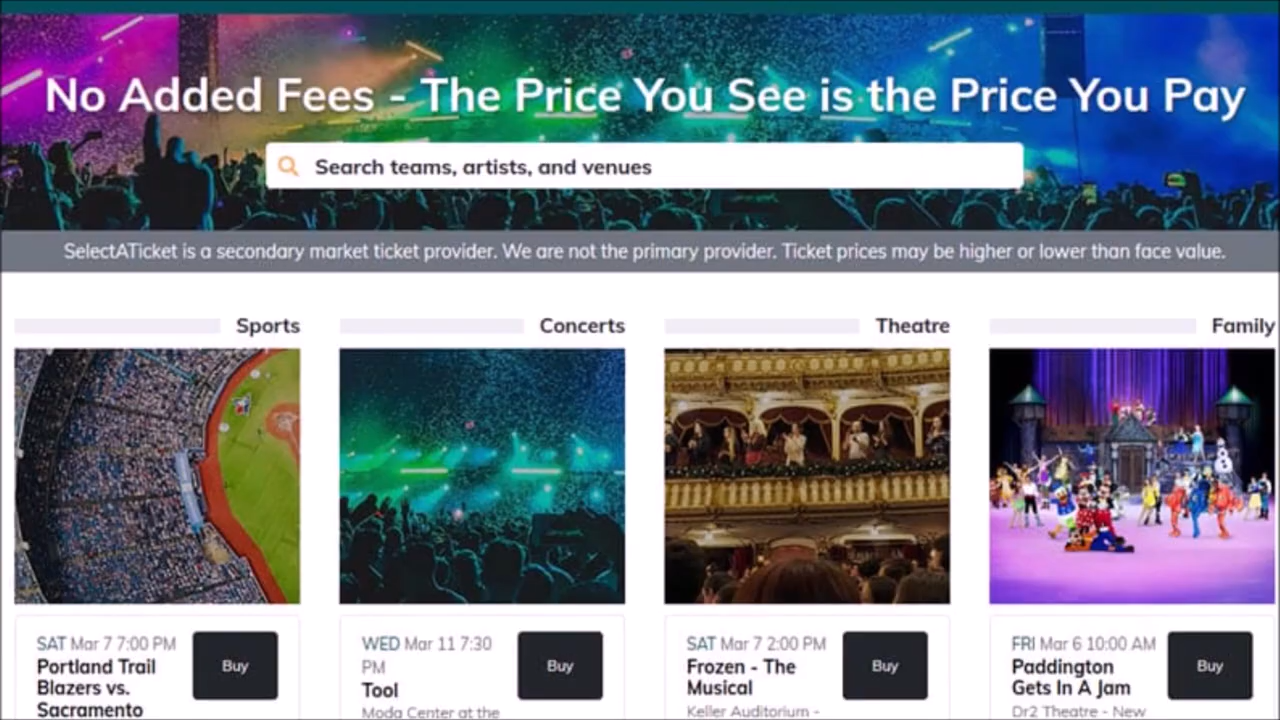 No Added Fees - The Price You See is the Price You Pay
Search teams, artists, and venues
SelectATicket is a secondary market ticket provider. We are not the primary provider. Ticket prices may be higher or lower than face value.
Sports
Concerts
Theatre
Family
SAT Mar 7 7:00 PM
Portland Trail
Blazers vs.
Sacramento
Buy
WED Mar 11 7:30
PM
Tool
Moda Center at the
Buy
SAT Mar 7 2:00 PM
Frozen - The
Musical
Keller Auditorium -
Buy
FRI Mar 6 10:00 AM
Paddington
Gets In A Jam
Dr2 Theatre - New
Buy